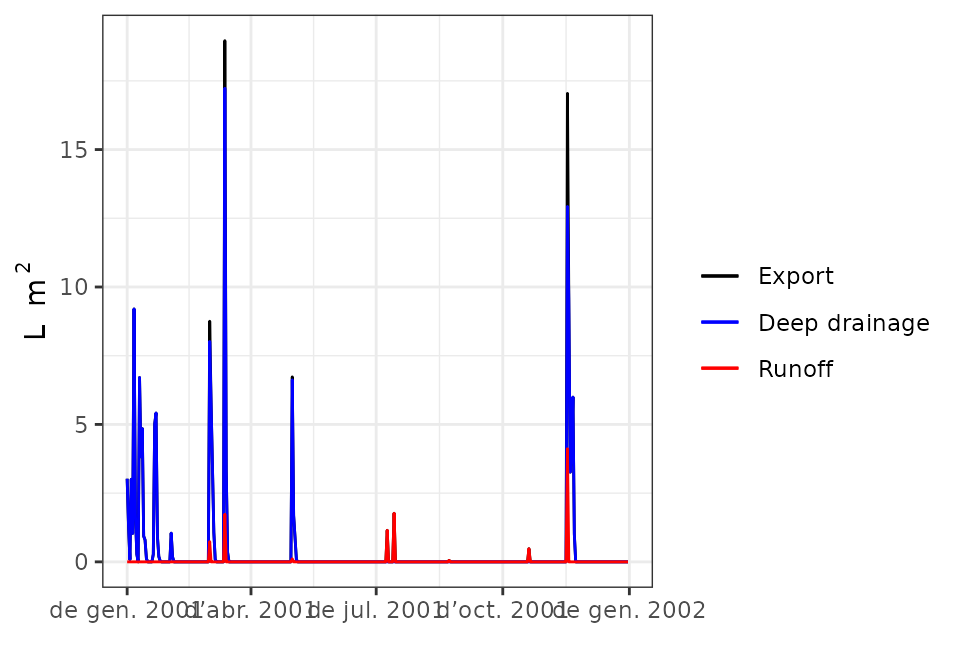 15
10
5
0
L m²
de gen. 2001
d'abr. 2001
de jul. 2001
d'oct. 2001
de gen. 2002
Export
Deep drainage
Runoff